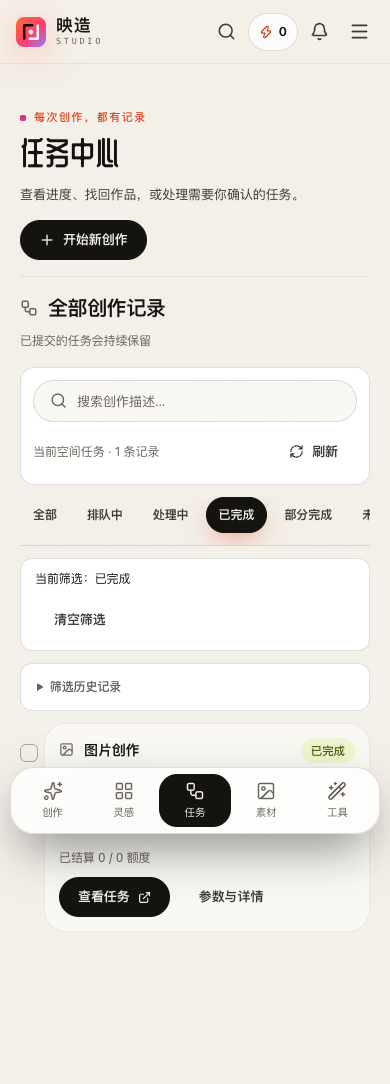 映造
STUDIO
0
每次创作，都有记录
任务中心
查看进度、找回作品，或处理需要你确认的任务。
开始新创作
全部创作记录
已提交的任务会持续保留
搜索创作描述...
当前空间任务 · 1 条记录
刷新
全部
排队中
处理中
已完成
部分完成
当前筛选：已完成
清空筛选
筛选历史记录
图片创作
已完成
创作
灵感
任务
素材
工具
已结算 0 / 0 额度
查看任务
参数与详情